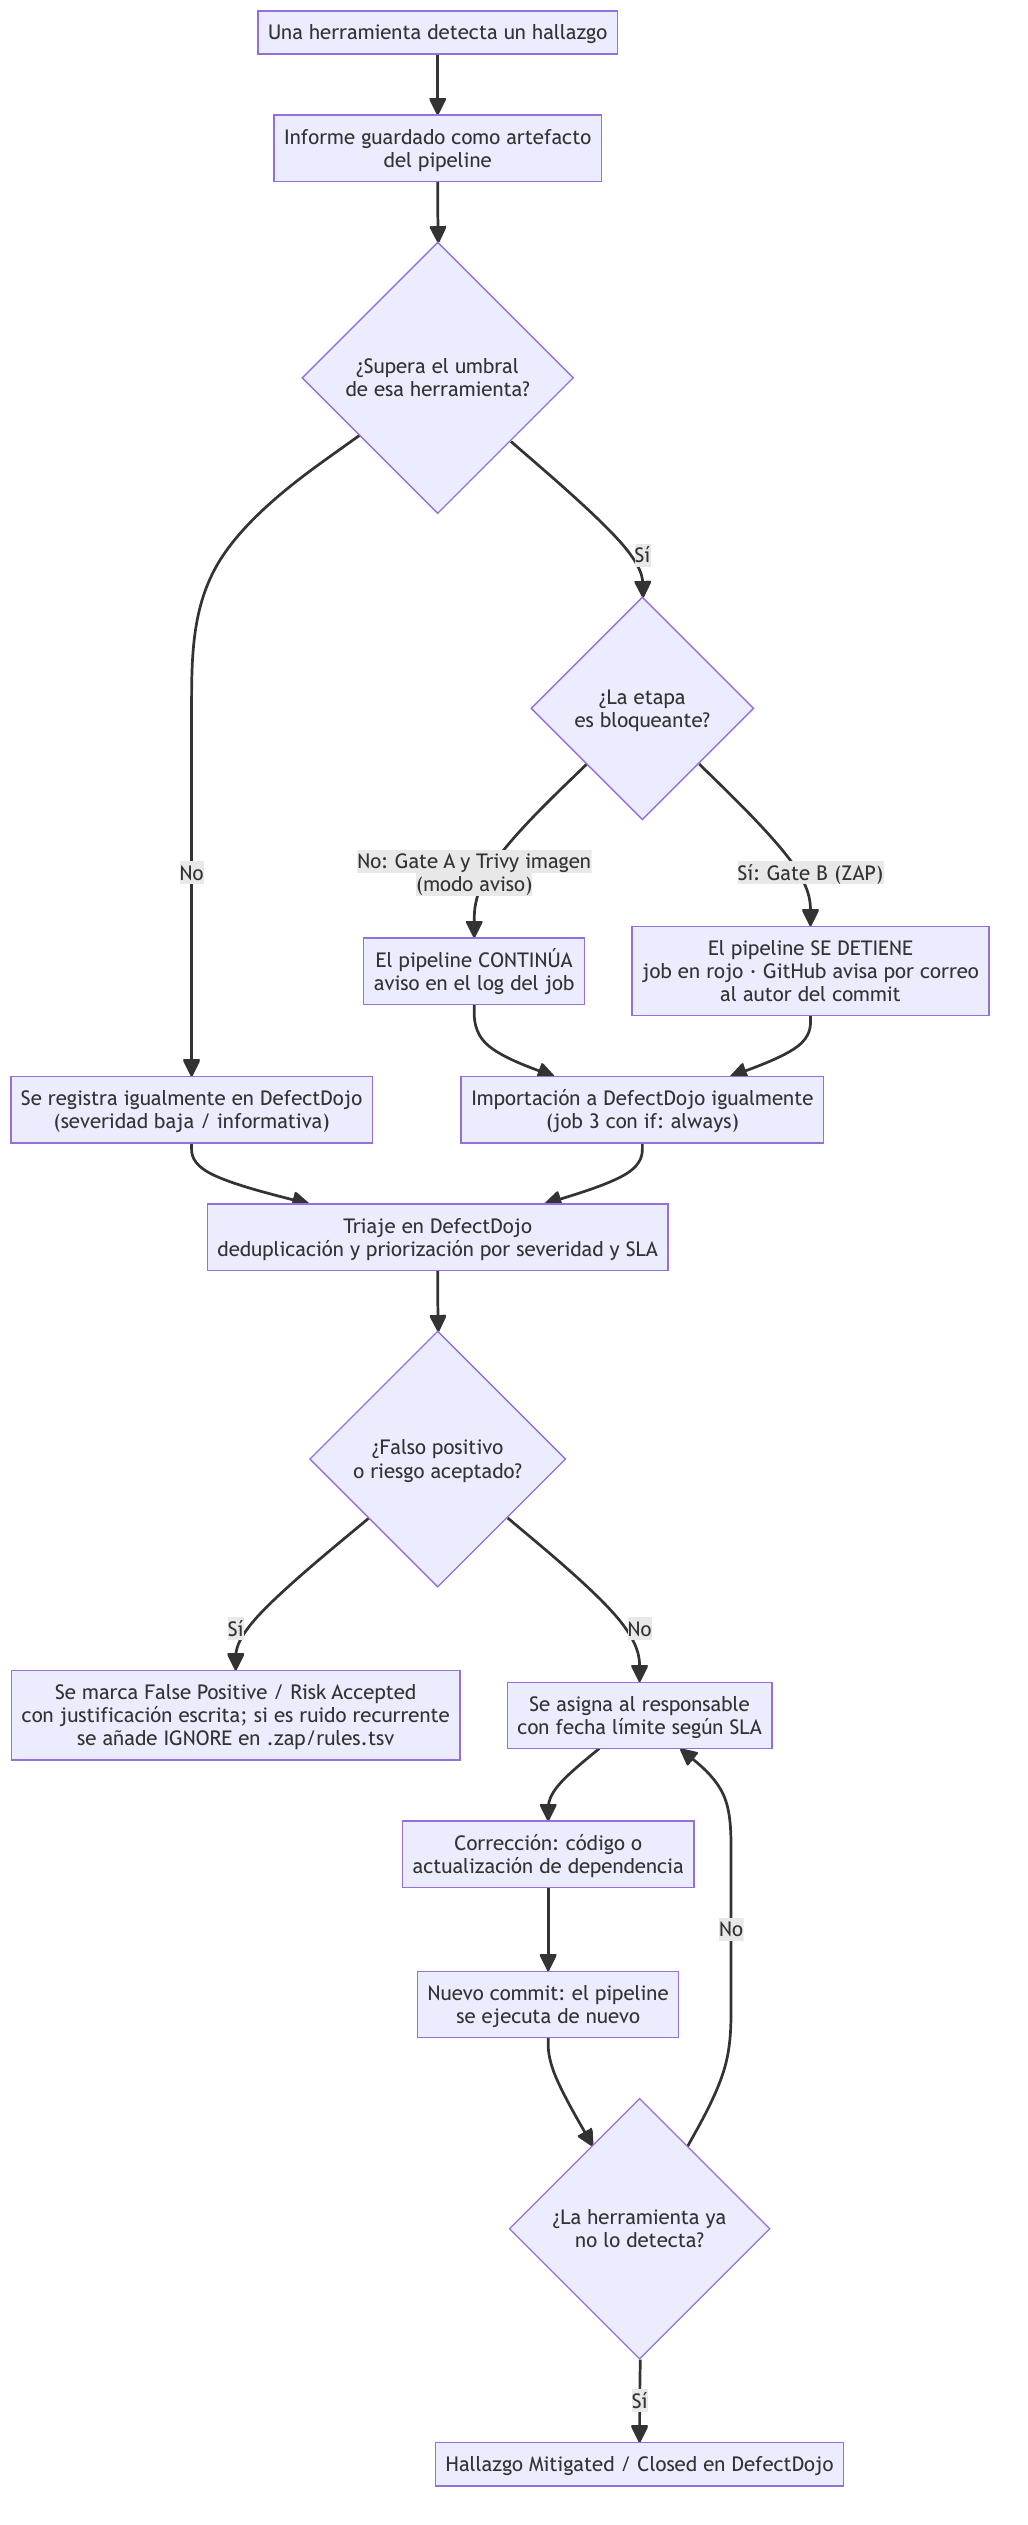 Una herramienta detecta un hallazgo
Informe guardado como artefacto
del pipeline
¿Supera el umbral
de esa herramienta?
Sí
¿La etapa
es bloqueante?
No: Gate A y Trivy imagen
(modo aviso)
No
Sí: Gate B (ZAP)
El pipeline CONTINÚA
aviso en el log del job
El pipeline SE DETIENE
job en rojo · GitHub avisa por correo
al autor del commit
Se registra igualmente en DefectDojo
(severidad baja / informativa)
Importación a DefectDojo igualmente
(job 3 con if: always)
Triaje en DefectDojo
deduplicación y priorización por severidad y SLA
¿Falso positivo
o riesgo aceptado?
Sí
No
Se marca False Positive / Risk Accepted
con justificación escrita; si es ruido recurrente
se añade IGNORE en .zap/rules.tsv
Se asigna al responsable
con fecha límite según SLA
Corrección: código o
actualización de dependencia
No
Nuevo commit: el pipeline
se ejecuta de nuevo
¿La herramienta ya
no lo detecta?
Sí
Hallazgo Mitigated / Closed en DefectDojo